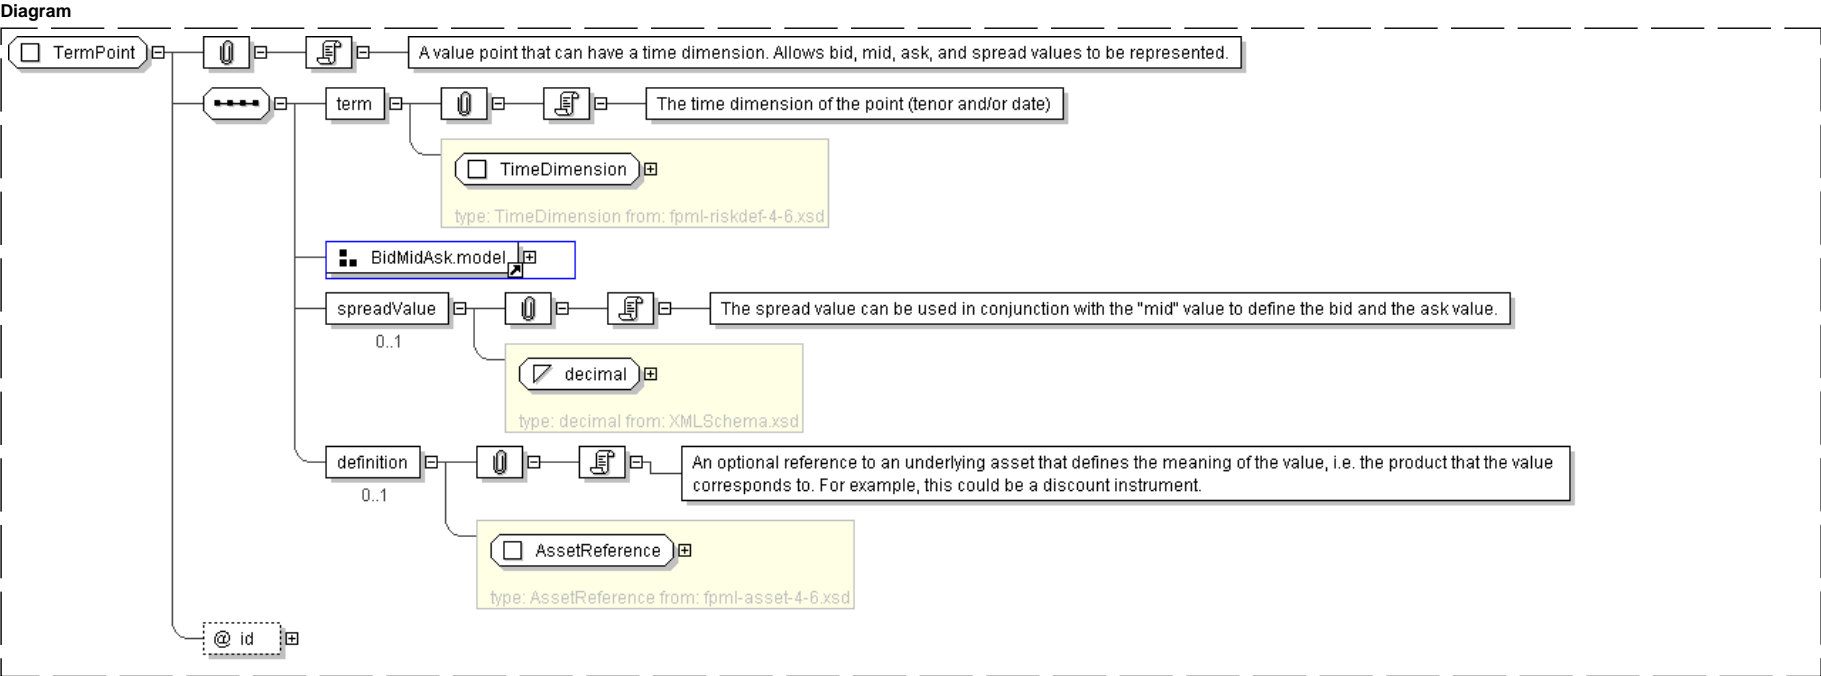 Diagram
TermPoint
A value point that can have a time dimension. Allows bid, mid, ask, and spread values to be represented.
term
The time dimension of the point (tenor and/or date)
TimeDimension
type: TimeDimension from: fpml-riskdef-4-6.xsd
BidMidAsk.model
spreadValue
The spread value can be used in conjunction with the "mid" value to define the bid and the ask value.
0..1
decimal
type: decimal from: XMLSchema.xsd
definition
An optional reference to an underlying asset that defines the meaning of the value, i.e. the product that the value
corresponds to. For example, this could be a discount instrument.
0..1
AssetReference
type: AssetReference from: fpml-asset-4-6.xsd
@ id